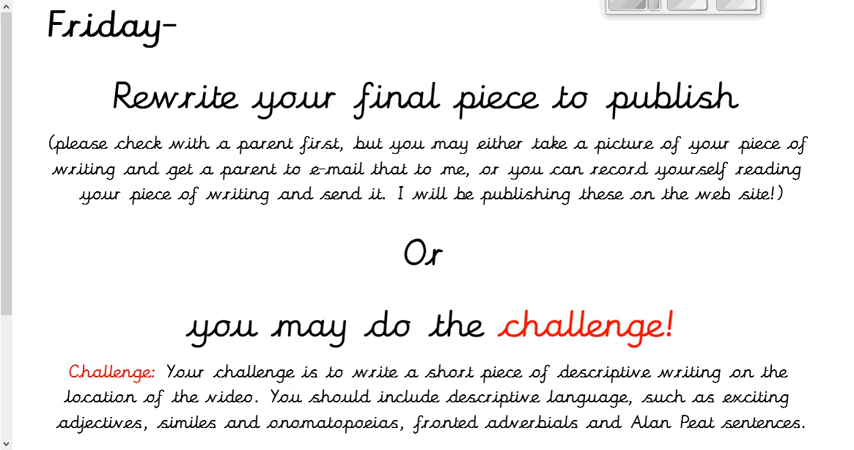 Friday-
Rewrite your final piece to publish
(please check with a parent first, but you may either take a picture of your piece of
writing and get a parent to e-mail that to me, or you can record yourself reading
your piece of writing and send it. I will be publishing these on the web site!)
Or
you may do the challenge!
Challenge: Your challenge is to write a short piece of descriptive writing on the
location of the video. You should include descriptive language, such as exciting
adjectives, similes and onomatopoeias, fronted adverbials and Alan Peat sentences.